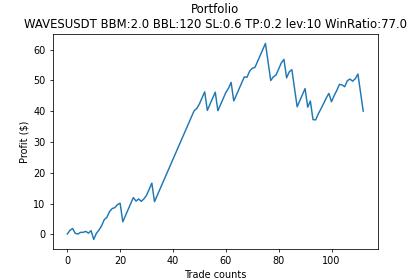 Portfolio
WAVESUSDT BBM:2.0 BBL:120 SL:0.6 TP:0.2 lev:10 WinRatio:77.0
Profit ($)
60
50
40
30
20
10
0
0 20 40 60 80 100
Trade counts